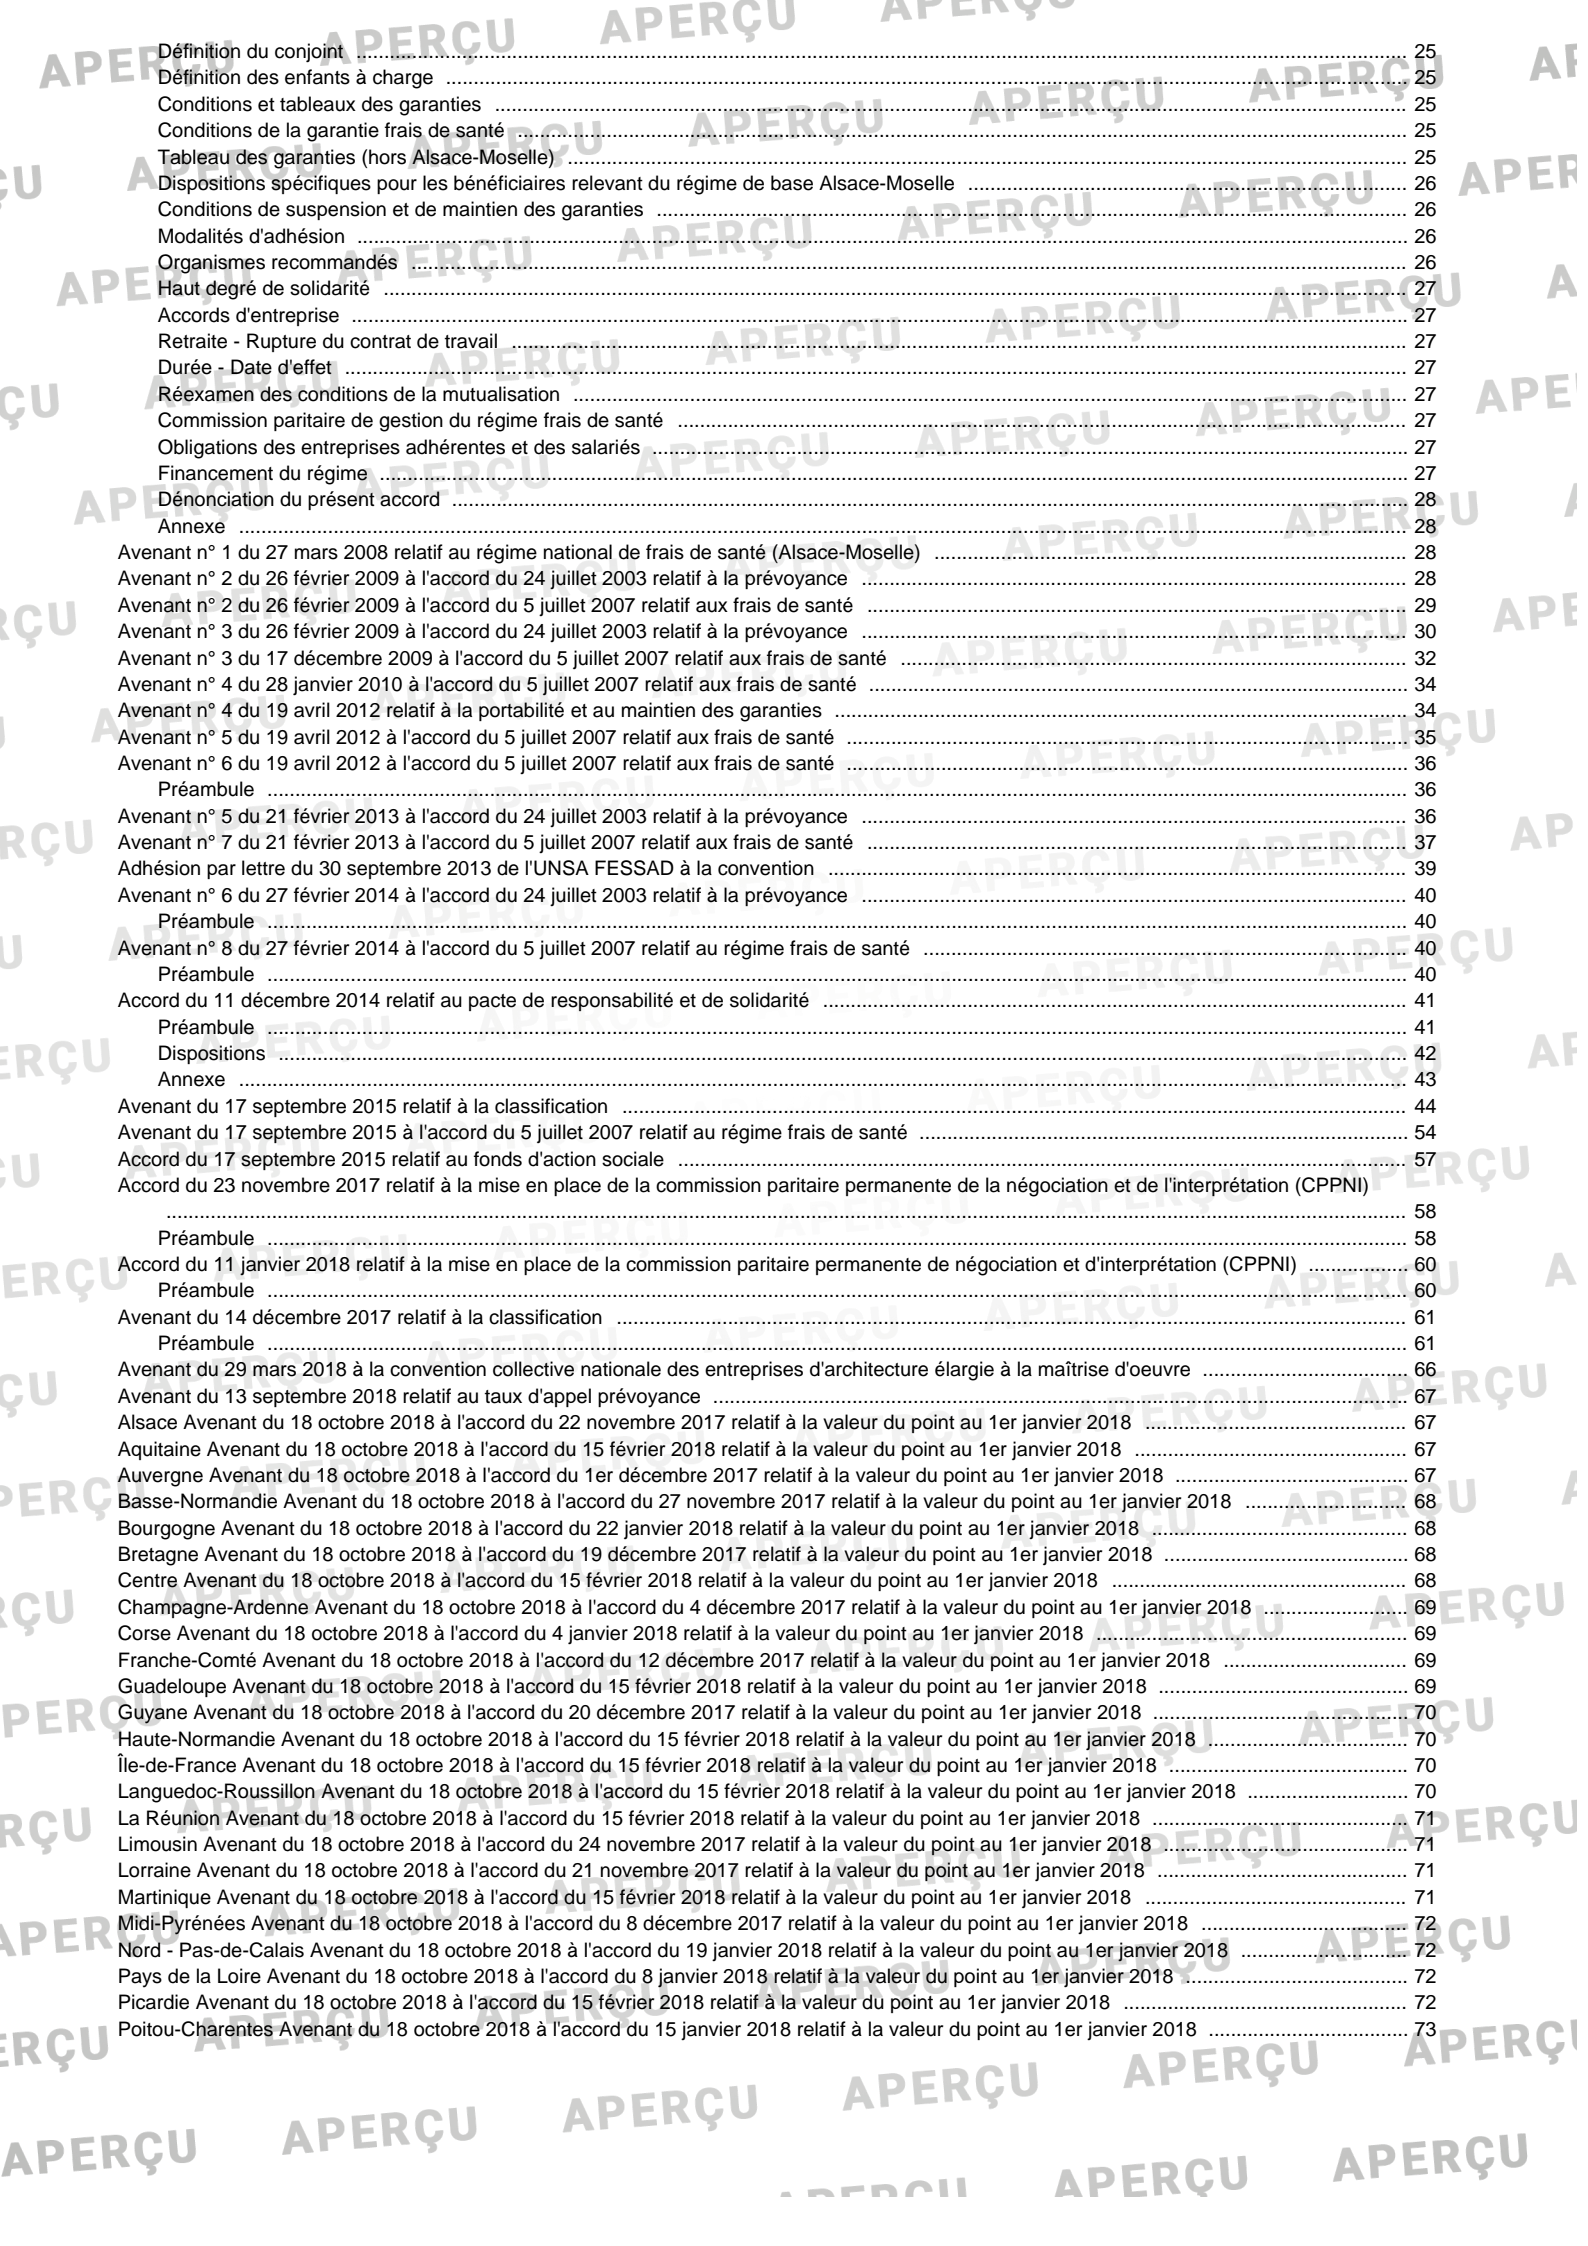 Définition du conjoint ........ 25
Définition des enfants à charge ........ 25
Conditions et tableaux des garanties ........ 25
Conditions de la garantie frais de santé ........ 25
Tableau des garanties (hors Alsace-Moselle) ........ 25
Dispositions spécifiques pour les bénéficiaires relevant du régime de base Alsace-Moselle ........ 26
Conditions de suspension et de maintien des garanties ........ 26
Modalités d'adhésion ........ 26
Organismes recommandés ........ 26
Haut degré de solidarité ........ 27
Accords d'entreprise ........ 27
Retraite - Rupture du contrat de travail ........ 27
Durée - Date d'effet ........ 27
Réexamen des conditions de la mutualisation ........ 27
Commission paritaire de gestion du régime frais de santé ........ 27
Obligations des entreprises adhérentes et des salariés ........ 27
Financement du régime ........ 27
Dénonciation du présent accord ........ 28
Annexe ........ 28
Avenant n° 1 du 27 mars 2008 relatif au régime national de frais de santé (Alsace-Moselle) ........ 28
Avenant n° 2 du 26 février 2009 à l'accord du 24 juillet 2003 relatif à la prévoyance ........ 28
Avenant n° 2 du 26 février 2009 à l'accord du 5 juillet 2007 relatif aux frais de santé ........ 29
Avenant n° 3 du 26 février 2009 à l'accord du 24 juillet 2003 relatif à la prévoyance ........ 30
Avenant n° 3 du 17 décembre 2009 à l'accord du 5 juillet 2007 relatif aux frais de santé ........ 32
Avenant n° 4 du 28 janvier 2010 à l'accord du 5 juillet 2007 relatif aux frais de santé ........ 34
Avenant n° 4 du 19 avril 2012 relatif à la portabilité et au maintien des garanties ........ 34
Avenant n° 5 du 19 avril 2012 à l'accord du 5 juillet 2007 relatif aux frais de santé ........ 35
Avenant n° 6 du 19 avril 2012 à l'accord du 5 juillet 2007 relatif aux frais de santé ........ 36
Préambule ........ 36
Avenant n° 5 du 21 février 2013 à l'accord du 24 juillet 2003 relatif à la prévoyance ........ 36
Avenant n° 7 du 21 février 2013 à l'accord du 5 juillet 2007 relatif aux frais de santé ........ 37
Adhésion par lettre du 30 septembre 2013 de l'UNSA FESSAD à la convention ........ 39
Avenant n° 6 du 27 février 2014 à l'accord du 24 juillet 2003 relatif à la prévoyance ........ 40
Préambule ........ 40
Avenant n° 8 du 27 février 2014 à l'accord du 5 juillet 2007 relatif au régime frais de santé ........ 40
Préambule ........ 40
Accord du 11 décembre 2014 relatif au pacte de responsabilité et de solidarité ........ 41
Préambule ........ 41
Dispositions ........ 42
Annexe ........ 43
Avenant du 17 septembre 2015 relatif à la classification ........ 44
Avenant du 17 septembre 2015 à l'accord du 5 juillet 2007 relatif au régime frais de santé ........ 54
Accord du 17 septembre 2015 relatif au fonds d'action sociale ........ 57
Accord du 23 novembre 2017 relatif à la mise en place de la commission paritaire permanente de la négociation et de l'interprétation (CPPNI)
........ 58
Préambule ........ 58
Accord du 11 janvier 2018 relatif à la mise en place de la commission paritaire permanente de négociation et d'interprétation (CPPNI) ........ 60
Préambule ........ 60
Avenant du 14 décembre 2017 relatif à la classification ........ 61
Préambule ........ 61
Avenant du 29 mars 2018 à la convention collective nationale des entreprises d'architecture élargie à la maîtrise d'oeuvre ........ 66
Avenant du 13 septembre 2018 relatif au taux d'appel prévoyance ........ 67
Alsace Avenant du 18 octobre 2018 à l'accord du 22 novembre 2017 relatif à la valeur du point au 1er janvier 2018 ........ 67
Aquitaine Avenant du 18 octobre 2018 à l'accord du 15 février 2018 relatif à la valeur du point au 1er janvier 2018 ........ 67
Auvergne Avenant du 18 octobre 2018 à l'accord du 1er décembre 2017 relatif à la valeur du point au 1er janvier 2018 ........ 67
Basse-Normandie Avenant du 18 octobre 2018 à l'accord du 27 novembre 2017 relatif à la valeur du point au 1er janvier 2018 ........ 68
Bourgogne Avenant du 18 octobre 2018 à l'accord du 22 janvier 2018 relatif à la valeur du point au 1er janvier 2018 ........ 68
Bretagne Avenant du 18 octobre 2018 à l'accord du 19 décembre 2017 relatif à la valeur du point au 1er janvier 2018 ........ 68
Centre Avenant du 18 octobre 2018 à l'accord du 15 février 2018 relatif à la valeur du point au 1er janvier 2018 ........ 68
Champagne-Ardenne Avenant du 18 octobre 2018 à l'accord du 4 décembre 2017 relatif à la valeur du point au 1er janvier 2018 ........ 69
Corse Avenant du 18 octobre 2018 à l'accord du 4 janvier 2018 relatif à la valeur du point au 1er janvier 2018 ........ 69
Franche-Comté Avenant du 18 octobre 2018 à l'accord du 12 décembre 2017 relatif à la valeur du point au 1er janvier 2018 ........ 69
Guadeloupe Avenant du 18 octobre 2018 à l'accord du 15 février 2018 relatif à la valeur du point au 1er janvier 2018 ........ 69
Guyane Avenant du 18 octobre 2018 à l'accord du 20 décembre 2017 relatif à la valeur du point au 1er janvier 2018 ........ 70
Haute-Normandie Avenant du 18 octobre 2018 à l'accord du 15 février 2018 relatif à la valeur du point au 1er janvier 2018 ........ 70
Île-de-France Avenant du 18 octobre 2018 à l'accord du 15 février 2018 relatif à la valeur du point au 1er janvier 2018 ........ 70
Languedoc-Roussillon Avenant du 18 octobre 2018 à l'accord du 15 février 2018 relatif à la valeur du point au 1er janvier 2018 ........ 70
La Réunion Avenant du 18 octobre 2018 à l'accord du 15 février 2018 relatif à la valeur du point au 1er janvier 2018 ........ 71
Limousin Avenant du 18 octobre 2018 à l'accord du 24 novembre 2017 relatif à la valeur du point au 1er janvier 2018 ........ 71
Lorraine Avenant du 18 octobre 2018 à l'accord du 21 novembre 2017 relatif à la valeur du point au 1er janvier 2018 ........ 71
Martinique Avenant du 18 octobre 2018 à l'accord du 15 février 2018 relatif à la valeur du point au 1er janvier 2018 ........ 71
Midi-Pyrénées Avenant du 18 octobre 2018 à l'accord du 8 décembre 2017 relatif à la valeur du point au 1er janvier 2018 ........ 72
Nord - Pas-de-Calais Avenant du 18 octobre 2018 à l'accord du 19 janvier 2018 relatif à la valeur du point au 1er janvier 2018 ........ 72
Pays de la Loire Avenant du 18 octobre 2018 à l'accord du 8 janvier 2018 relatif à la valeur du point au 1er janvier 2018 ........ 72
Picardie Avenant du 18 octobre 2018 à l'accord du 15 février 2018 relatif à la valeur du point au 1er janvier 2018 ........ 72
Poitou-Charentes Avenant du 18 octobre 2018 à l'accord du 15 janvier 2018 relatif à la valeur du point au 1er janvier 2018 ........ 73
APERÇU